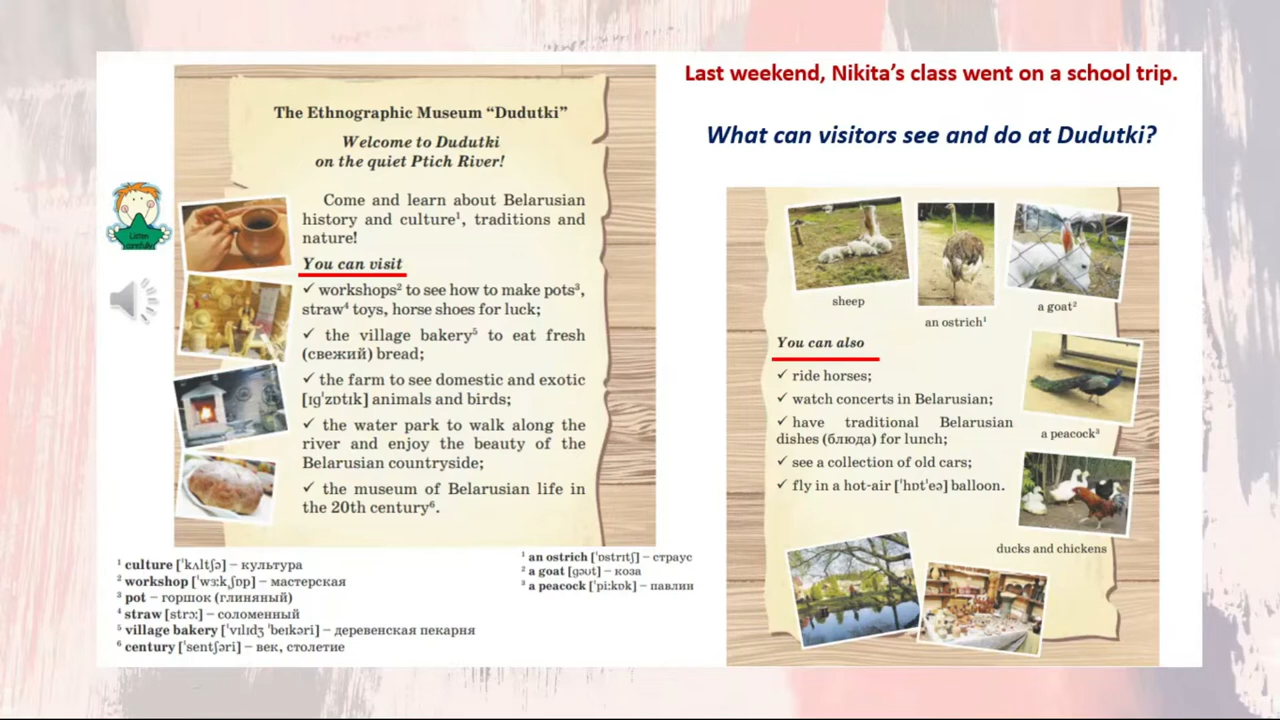 Last weekend, Nikita's class went on a school trip.
What can visitors see and do at Dudutki?
The Ethnographic Museum “Dudutki”
Welcome to Dudutki
on the quiet Ptich River!
Come and learn about Belarusian
history and culture¹, traditions and
nature!
You can visit
✓ workshops² to see how to make pots³,
straw⁴ toys, horse shoes for luck;
✓ the village bakery⁵ to eat fresh
(свежий) bread;
✓ the farm to see domestic and exotic
[ɪɡˈzɒtɪk] animals and birds;
✓ the water park to walk along the
river and enjoy the beauty of the
Belarusian countryside;
✓ the museum of Belarusian life in
the 20th century⁶.
Listen
carefully!
¹ culture [ˈkʌltʃə] – культура
² workshop [ˈwɜːkˌʃɒp] – мастерская
³ pot – горшок (глиняный)
⁴ straw [strɔː] – соломенный
⁵ village bakery [ˈvɪlɪdʒ ˈbeɪkəri] – деревенская пекарня
⁶ century [ˈsentʃəri] – век, столетие
sheep
an ostrich¹
a goat²
You can also
✓ ride horses;
✓ watch concerts in Belarusian;
✓ have traditional Belarusian
dishes (блюда) for lunch;
✓ see a collection of old cars;
✓ fly in a hot-air [ˈhɒtˈeə] balloon.
a peacock³
ducks and chickens
¹ an ostrich [ˈɒstrɪtʃ] – страус
² a goat [ɡəʊt] – коза
³ a peacock [ˈpiːkɒk] – павлин